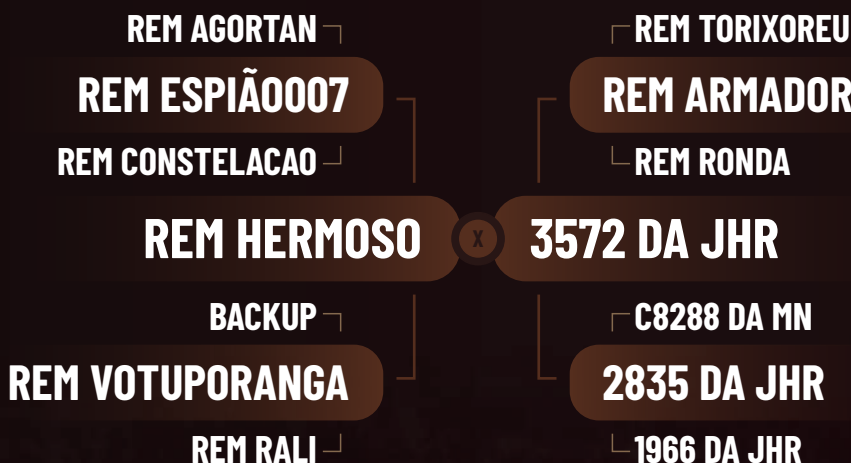 REM AGORTAN
REM TORIXOREU
REM ESPIÃO0007
REM ARMADOR
REM CONSTELACAO
REM RONDA
REM HERMOSO
X
3572 DA JHR
BACKUP
C8288 DA MN
REM VOTUPORANGA
2835 DA JHR
REM RALI
1966 DA JHR